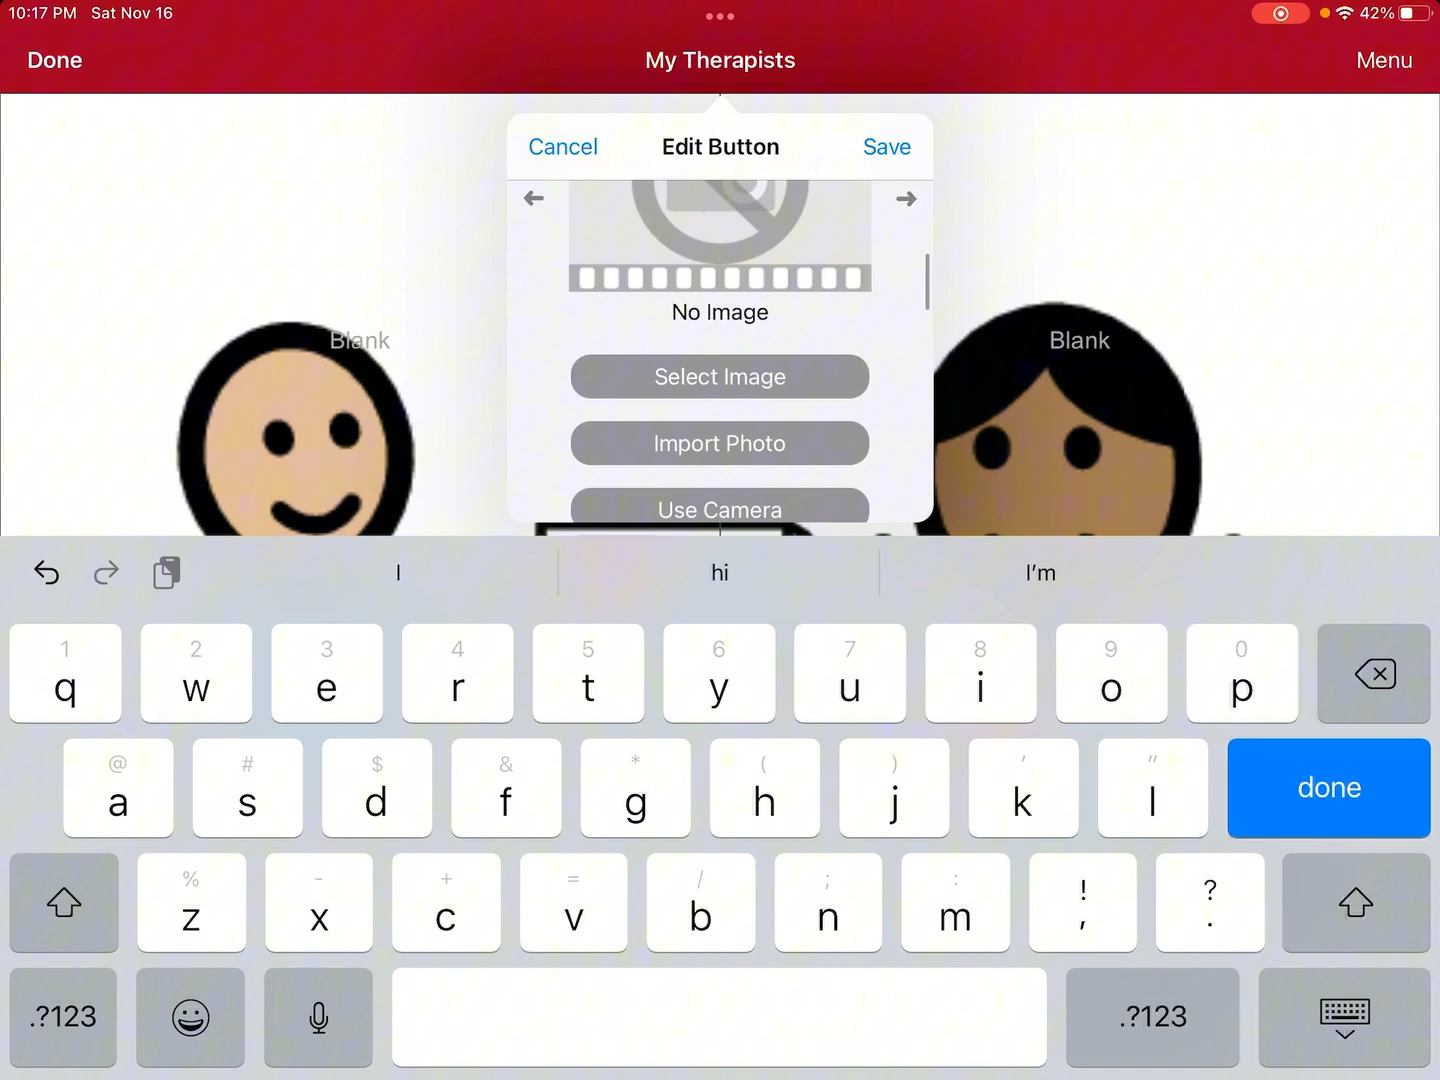 10:17 PM Sat Nov 16
42%
Done
My Therapists
Menu
Cancel
Edit Button
Save
No Image
Select Image
Import Photo
Use Camera
Blank
Blank
I
hi
I'm
1 2 3 4 5 6 7 8 9 0
q w e r t y u i o p
@ # $ & * ( ) ' "
a s d f g h j k l
done
% - + = / ; : ! ?
z x c v b n m , .
.?123
.?123